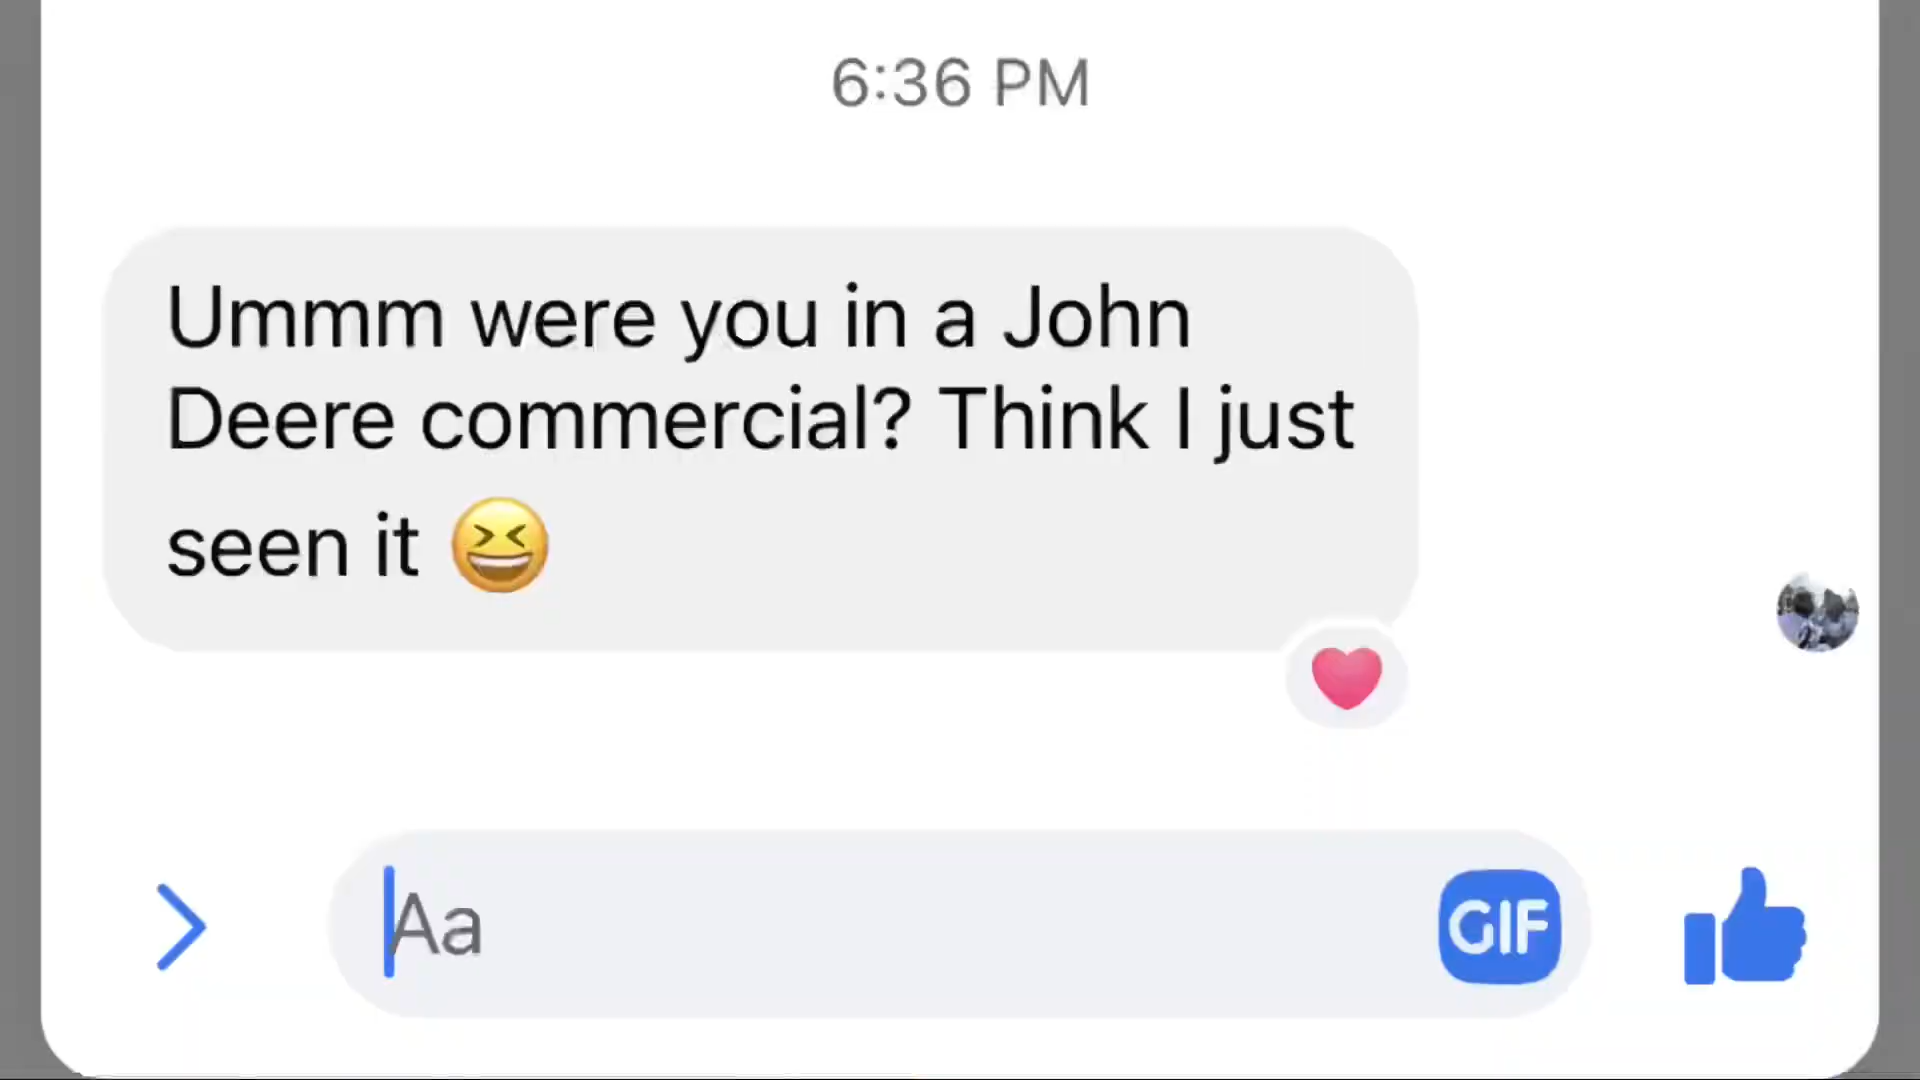 6:36 PM
Ummm were you in a John
Deere commercial? Think I just
seen it 😆
Aa
GIF